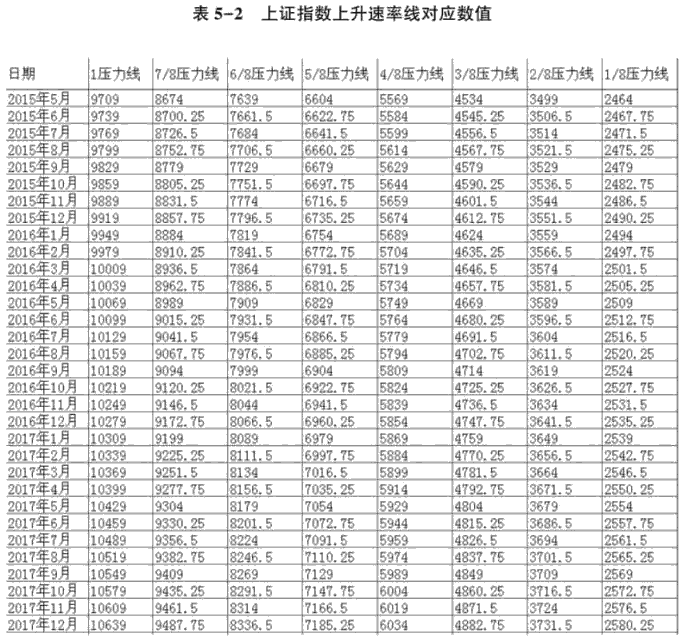 表 5-2 上证指数上升速率线对应数值
日期 1压力线 7/8压力线 6/8压力线 5/8压力线 4/8压力线 3/8压力线 2/8压力线 1/8压力线
2015年5月 9709 8674 7639 6604 5569 4534 3499 2464
2015年6月 9739 8700.25 7661.5 6622.75 5584 4545.25 3506.5 2467.75
2015年7月 9769 8726.5 7684 6641.5 5599 4556.5 3514 2471.5
2015年8月 9799 8752.75 7706.5 6660.25 5614 4567.75 3521.5 2475.25
2015年9月 9829 8779 7729 6679 5629 4579 3529 2479
2015年10月 9859 8805.25 7751.5 6697.75 5644 4590.25 3536.5 2482.75
2015年11月 9889 8831.5 7774 6716.5 5659 4601.5 3544 2486.5
2015年12月 9919 8857.75 7796.5 6735.25 5674 4612.75 3551.5 2490.25
2016年1月 9949 8884 7819 6754 5689 4624 3559 2494
2016年2月 9979 8910.25 7841.5 6772.75 5704 4635.25 3566.5 2497.75
2016年3月 10009 8936.5 7864 6791.5 5719 4646.5 3574 2501.5
2016年4月 10039 8962.75 7886.5 6810.25 5734 4657.75 3581.5 2505.25
2016年5月 10069 8989 7909 6829 5749 4669 3589 2509
2016年6月 10099 9015.25 7931.5 6847.75 5764 4680.25 3596.5 2512.75
2016年7月 10129 9041.5 7954 6866.5 5779 4691.5 3604 2516.5
2016年8月 10159 9067.75 7976.5 6885.25 5794 4702.75 3611.5 2520.25
2016年9月 10189 9094 7999 6904 5809 4714 3619 2524
2016年10月 10219 9120.25 8021.5 6922.75 5824 4725.25 3626.5 2527.75
2016年11月 10249 9146.5 8044 6941.5 5839 4736.5 3634 2531.5
2016年12月 10279 9172.75 8066.5 6960.25 5854 4747.75 3641.5 2535.25
2017年1月 10309 9199 8089 6979 5869 4759 3649 2539
2017年2月 10339 9225.25 8111.5 6997.75 5884 4770.25 3656.5 2542.75
2017年3月 10369 9251.5 8134 7016.5 5899 4781.5 3664 2546.5
2017年4月 10399 9277.75 8156.5 7035.25 5914 4792.75 3671.5 2550.25
2017年5月 10429 9304 8179 7054 5929 4804 3679 2554
2017年6月 10459 9330.25 8201.5 7072.75 5944 4815.25 3686.5 2557.75
2017年7月 10489 9356.5 8224 7091.5 5959 4826.5 3694 2561.5
2017年8月 10519 9382.75 8246.5 7110.25 5974 4837.75 3701.5 2565.25
2017年9月 10549 9409 8269 7129 5989 4849 3709 2569
2017年10月 10579 9435.25 8291.5 7147.75 6004 4860.25 3716.5 2572.75
2017年11月 10609 9461.5 8314 7166.5 6019 4871.5 3724 2576.5
2017年12月 10639 9487.75 8336.5 7185.25 6034 4882.75 3731.5 2580.25